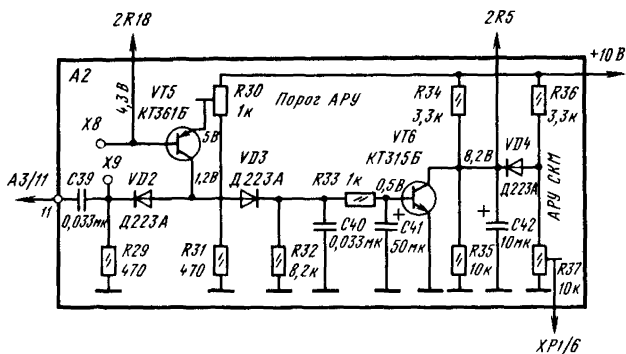 2R18
2R5
+10 В
А2
4,3 В
VT5
КТ361Б
R30
1к
Порог АРУ
R34
3,3к
R36
3,3к
X8
5В
VT6
КТ315Б
X9
1,2В
VD3
Д223А
R33 1к
0,5В
8,2В
VD4
Д223А
АРУ СКМ
А3/11
11
C39
0,033мк
VD2
Д223А
R29
470
R31
470
R32
8,2к
C40
0,033мк
+
C41
50мк
R35
10к
+
C42
10мк
R37
10к
XP1/6